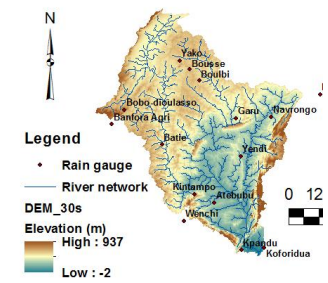 N
Yako
Bousse
Boulbi
Bobo dioulasso
Banfora Agri
Garu
Navrongo
Batie
Yendi
Legend
Rain gauge
River network
DEM_30s
Elevation (m)
High : 937
Low : -2
Kintampo
Atebubu
Wenchi
0 12
Kpandu
Koforidua